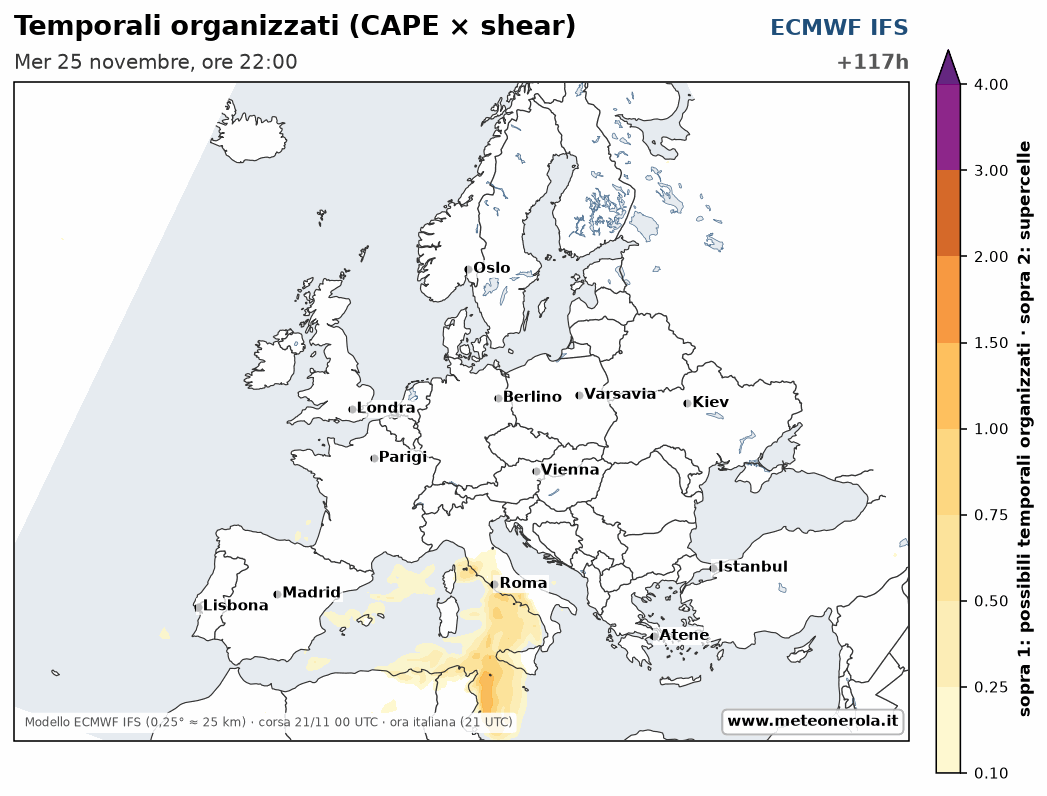 Temporali organizzati (CAPE × shear)
ECMWF IFS
Mer 25 novembre, ore 22:00
+117h
Oslo
Londra
Berlino
Varsavia
Kiev
Parigi
Vienna
Istanbul
Roma
Madrid
Lisbona
Atene
Modello ECMWF IFS (0,25° ≈ 25 km) · corsa 21/11 00 UTC · ora italiana (21 UTC)
www.meteonerola.it
4.00
3.00
2.00
1.50
1.00
0.75
0.50
0.25
0.10
sopra 1: possibili temporali organizzati · sopra 2: supercelle